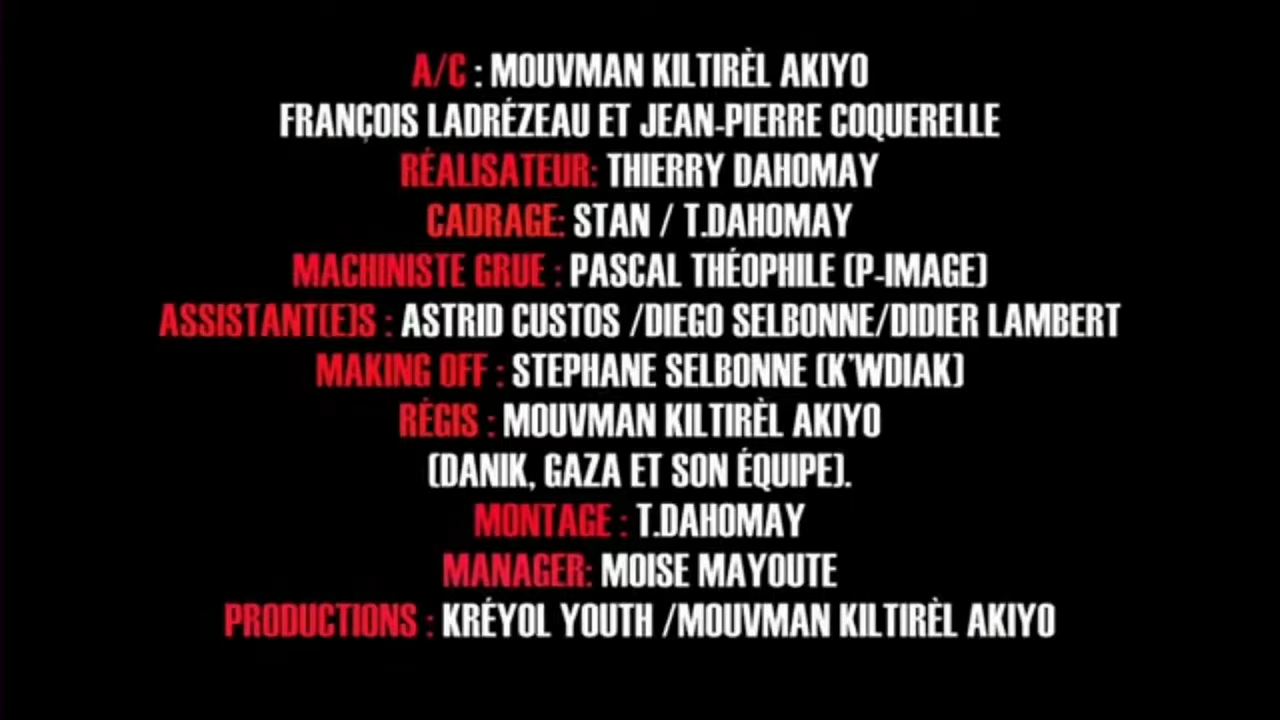 A/C : MOUVMAN KILTIRÈL AKIYO
FRANÇOIS LADRÉZEAU ET JEAN-PIERRE COQUERELLE
RÉALISATEUR: THIERRY DAHOMAY
CADRAGE: STAN / T.DAHOMAY
MACHINISTE GRUE : PASCAL THÉOPHILE (P-IMAGE)
ASSISTANT(E)S : ASTRID CUSTOS /DIEGO SELBONNE/DIDIER LAMBERT
MAKING OFF : STEPHANE SELBONNE (K'WDIAK)
RÉGIS : MOUVMAN KILTIRÈL AKIYO
(DANIK, GAZA ET SON ÉQUIPE).
MONTAGE : T.DAHOMAY
MANAGER: MOISE MAYOUTE
PRODUCTIONS : KRÉYOL YOUTH /MOUVMAN KILTIRÈL AKIYO